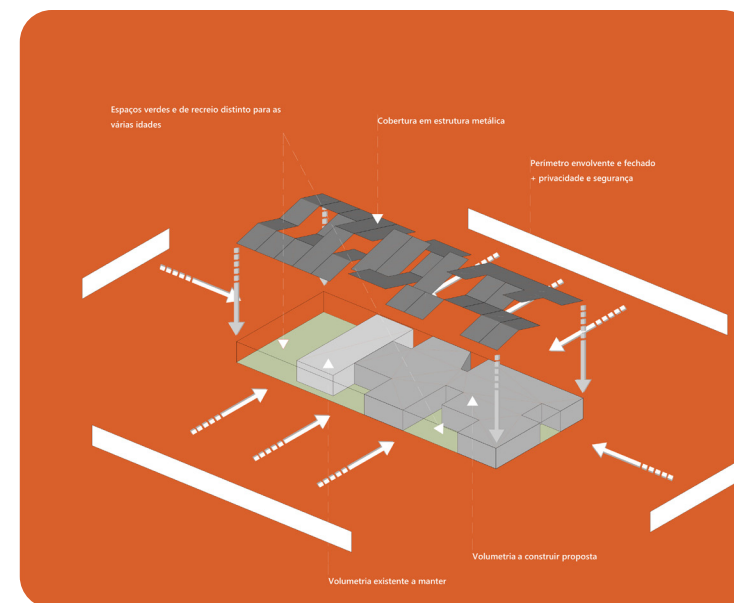 Espaços verdes e de recreio distinto para as
várias idades
Cobertura em estrutura metálica
Perímetro envolvente e fechado
+ privacidade e segurança
Volumetria a construir proposta
Volumetria existente a manter